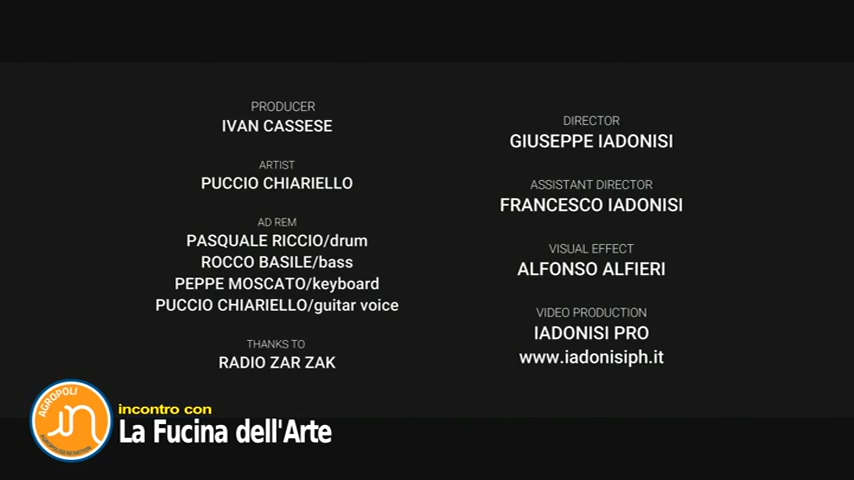 PRODUCER
IVAN CASSESE
ARTIST
PUCCIO CHIARIELLO
AD REM
PASQUALE RICCIO/drum
ROCCO BASILE/bass
PEPPE MOSCATO/keyboard
PUCCIO CHIARIELLO/guitar voice
THANKS TO
RADIO ZAR ZAK
DIRECTOR
GIUSEPPE IADONISI
ASSISTANT DIRECTOR
FRANCESCO IADONISI
VISUAL EFFECT
ALFONSO ALFIERI
VIDEO PRODUCTION
IADONISI PRO
www.iadonisiph.it
AGROPOLI
in
incontro con
La Fucina dell'Arte